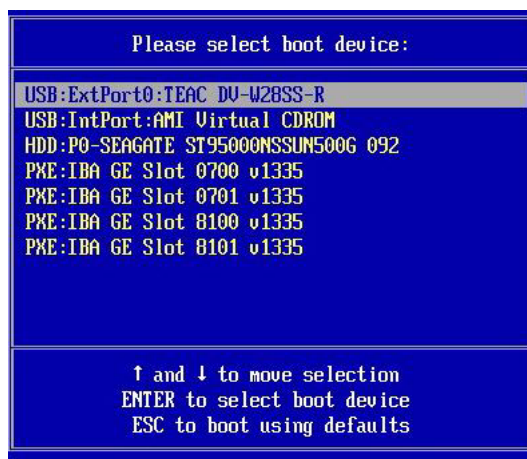 Please select boot device:
USB:ExtPort0:TEAC DV-W28SS-R
USB:IntPort:AMI Virtual CDROM
HDD:P0-SEAGATE ST95000NSSUN500G 092
PXE:IBA GE Slot 0700 v1335
PXE:IBA GE Slot 0701 v1335
PXE:IBA GE Slot 8100 v1335
PXE:IBA GE Slot 8101 v1335
↑ and ↓ to move selection
ENTER to select boot device
ESC to boot using defaults